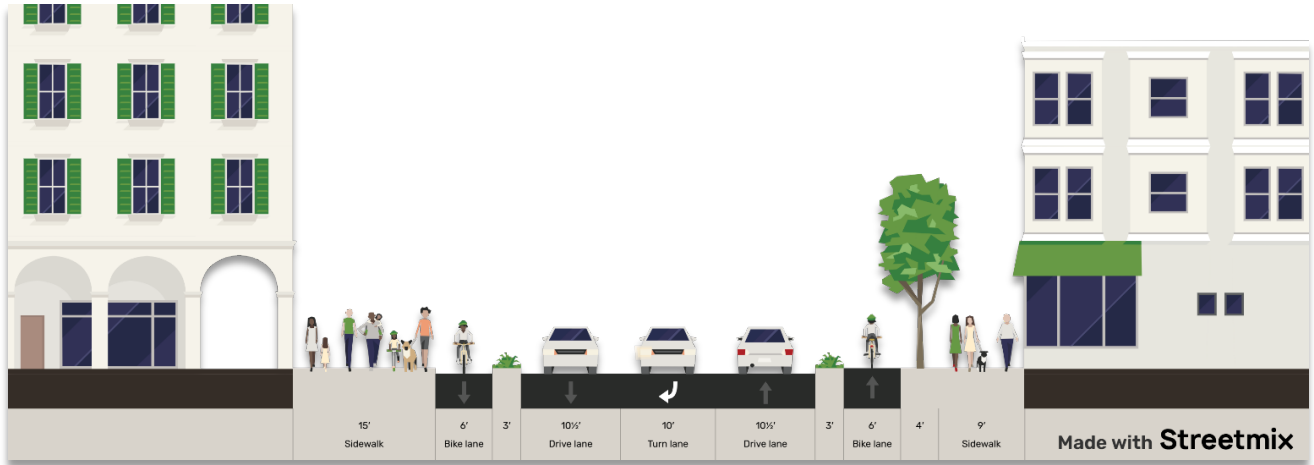 15'
Sidewalk
6'
Bike lane
3'
10½'
Drive lane
10'
Turn lane
10½'
Drive lane
3'
6'
Bike lane
4'
9'
Sidewalk
Made with Streetmix